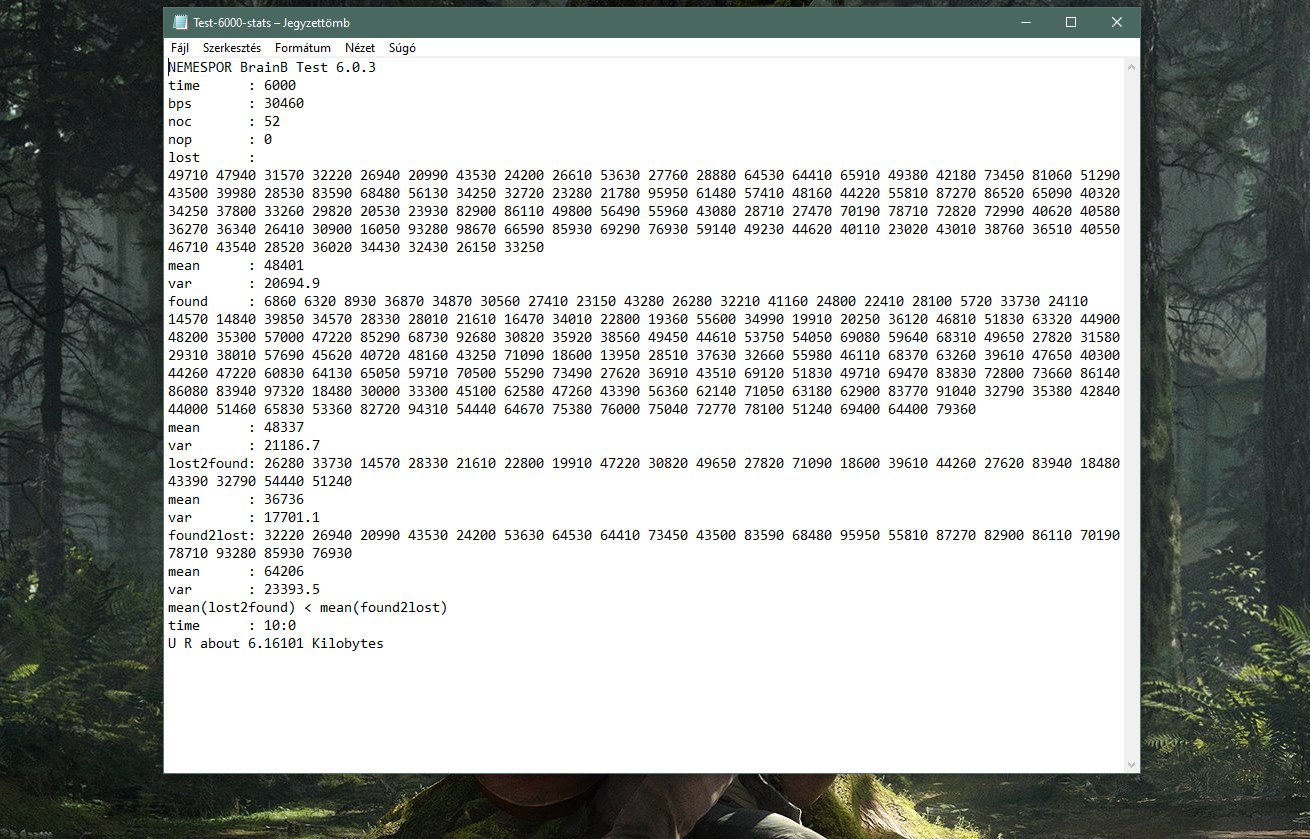 Test-6000-stats – Jegyzettömb
Fájl Szerkesztés Formátum Nézet Súgó
NEMESPOR BrainB Test 6.0.3
time : 6000
bps : 30460
noc : 52
nop : 0
lost :
49710 47940 31570 32220 26940 20990 43530 24200 26610 53630 27760 28880 64530 64410 65910 49380 42180 73450 81060 51290
43500 39980 28530 83590 68480 56130 34250 32720 23280 21780 95950 61480 57410 48160 44220 55810 87270 86520 65090 40320
34250 37800 33260 29820 20530 23930 82900 86110 49800 56490 55960 43080 28710 27470 70190 78710 72820 72990 40620 40580
36270 36340 26410 30900 16050 93280 98670 66590 85930 69290 76930 59140 49230 44620 40110 23020 43010 38760 36510 40550
46710 43540 28520 36020 34430 32430 26150 33250
mean : 48401
var : 20694.9
found : 6860 6320 8930 36870 34870 30560 27410 23150 43280 26280 32210 41160 24800 22410 28100 5720 33730 24110
14570 14840 39850 34570 28330 28010 21610 16470 34010 22800 19360 55600 34990 19910 20250 36120 46810 51830 63320 44900
48200 35300 57000 47220 85290 68730 92680 30820 35920 38560 49450 44610 53750 54050 69080 59640 68310 49650 27820 31580
29310 38010 57690 45620 40720 48160 43250 71090 18600 13950 28510 37630 32660 55980 46110 68370 63260 39610 47650 40300
44260 47220 60830 64130 65050 59710 70500 55290 73490 27620 36910 43510 69120 51830 49710 69470 83830 72800 73660 86140
86080 83940 97320 18480 30000 33300 45100 62580 47260 43390 56360 62140 71050 63180 62900 83770 91040 32790 35380 42840
44000 51460 65830 53360 82720 94310 54440 64670 75380 76000 75040 72770 78100 51240 69400 64400 79360
mean : 48337
var : 21186.7
lost2found: 26280 33730 14570 28330 21610 22800 19910 47220 30820 49650 27820 71090 18600 39610 44260 27620 83940 18480
43390 32790 54440 51240
mean : 36736
var : 17701.1
found2lost: 32220 26940 20990 43530 24200 53630 64530 64410 73450 43500 83590 68480 95950 55810 87270 82900 86110 70190
78710 93280 85930 76930
mean : 64206
var : 23393.5
mean(lost2found) < mean(found2lost)
time : 10:0
U R about 6.16101 Kilobytes